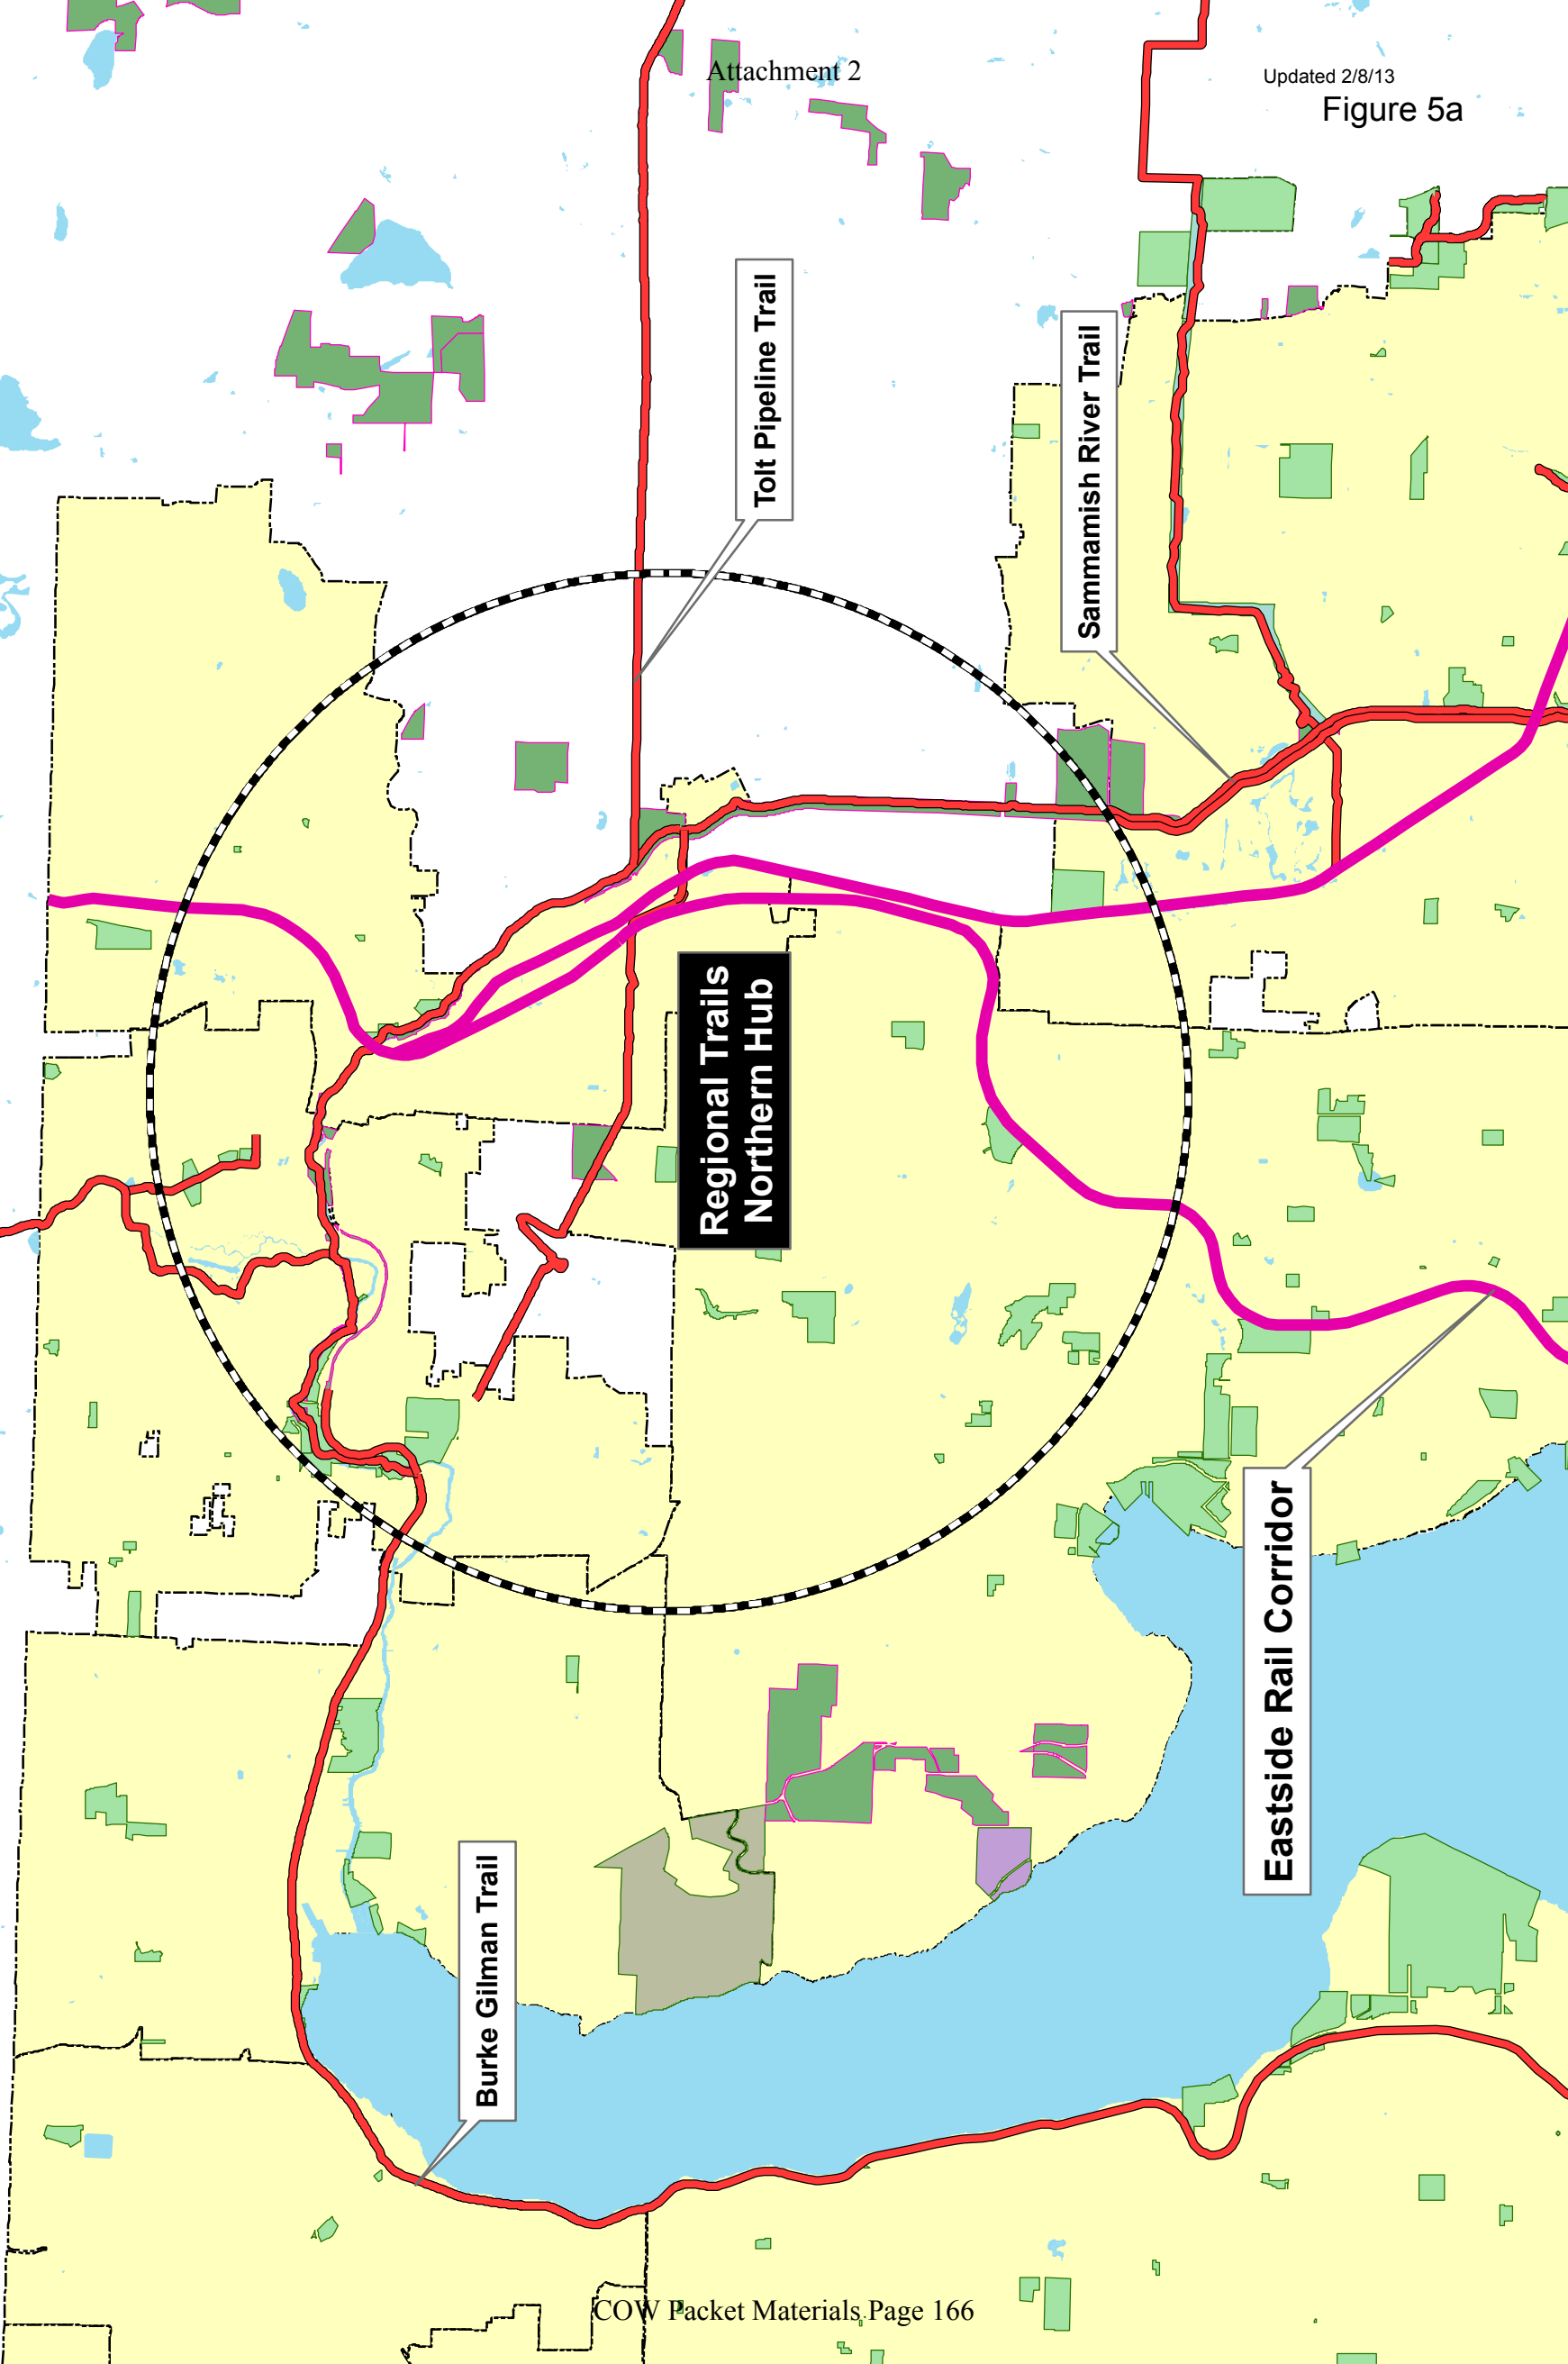 Attachment 2
Updated 2/8/13
Figure 5a
Tolt Pipeline Trail
Sammamish River Trail
Regional Trails
Northern Hub
Eastside Rail Corridor
Burke Gilman Trail
COW Packet Materials Page 166